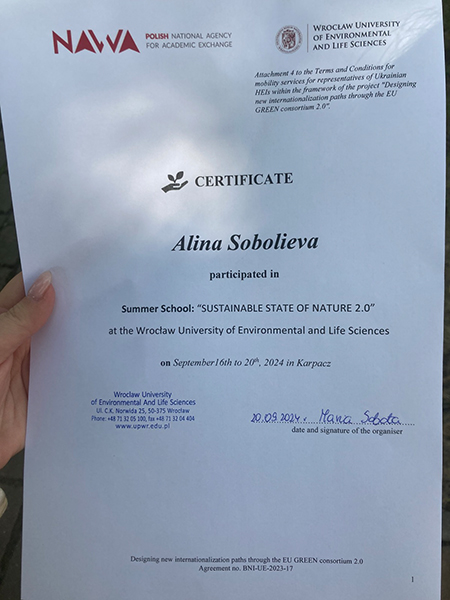 NAWA
POLISH NATIONAL AGENCY
FOR ACADEMIC EXCHANGE
WROCŁAW UNIVERSITY
OF ENVIRONMENTAL
AND LIFE SCIENCES
Attachment 4 to the Terms and Conditions for
mobility services for representatives of Ukrainian
HEIs within the framework of the project "Designing
new internationalization paths through the EU
GREEN consortium 2.0".
CERTIFICATE
Alina Sobolieva
participated in
Summer School: "SUSTAINABLE STATE OF NATURE 2.0"
at the Wrocław University of Environmental and Life Sciences
on September16th to 20th, 2024 in Karpacz
Wroclaw University
of Environmental And Life Sciences
Ul. C.K. Norwida 25, 50-375 Wrocław
Phone: +48 71 32 05 100, fax +48 71 32 04 404
www.upwr.edu.pl
20.09.2024 r. Maria Sobota
date and signature of the organiser
Designing new internationalization paths through the EU GREEN consortium 2.0
Agreement no. BNI-UE-2023-17
1